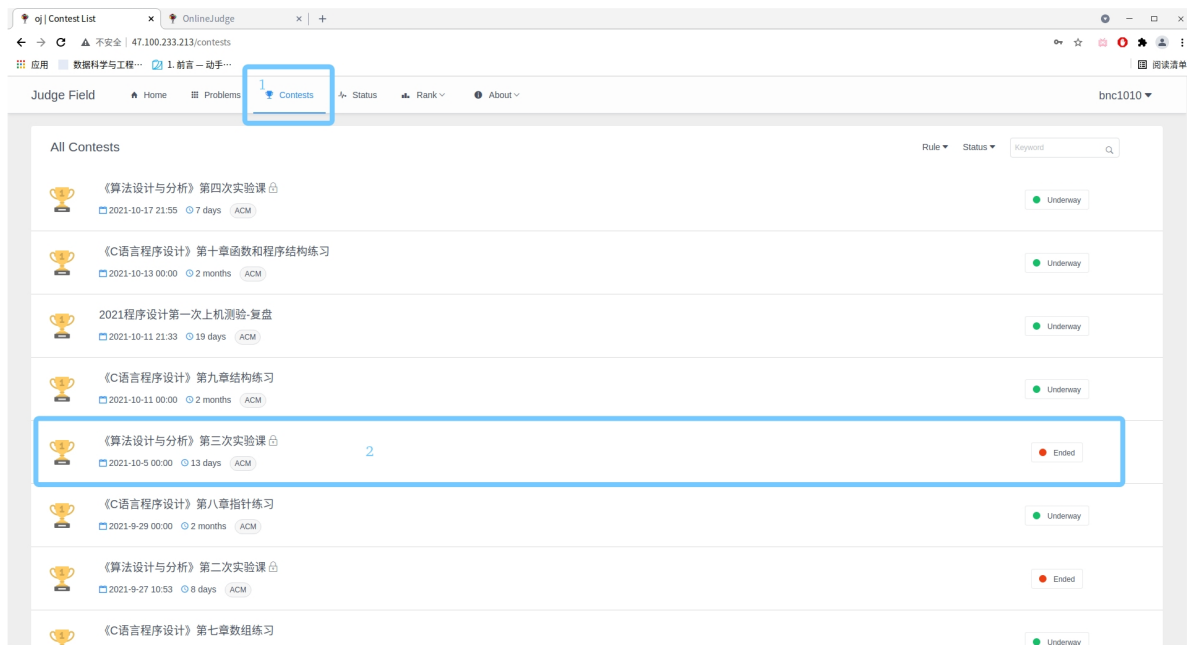 oj | Contest List × OnlineJudge × +
不安全 | 47.100.233.213/contests
应用 数据科学与工程… 1. 前言 — 动手… 阅读清单
Judge Field Home Problems 1 Contests Status Rank About bnc1010
All Contests Rule Status Keyword
《算法设计与分析》第四次实验课
2021-10-17 21:55 7 days ACM Underway
《C语言程序设计》第十章函数和程序结构练习
2021-10-13 00:00 2 months ACM Underway
2021程序设计第一次上机测验-复盘
2021-10-11 21:33 19 days ACM Underway
《C语言程序设计》第九章结构练习
2021-10-11 00:00 2 months ACM Underway
《算法设计与分析》第三次实验课 2
2021-10-5 00:00 13 days ACM Ended
《C语言程序设计》第八章指针练习
2021-9-29 00:00 2 months ACM Underway
《算法设计与分析》第二次实验课
2021-9-27 10:53 8 days ACM Ended
《C语言程序设计》第七章数组练习
Underway